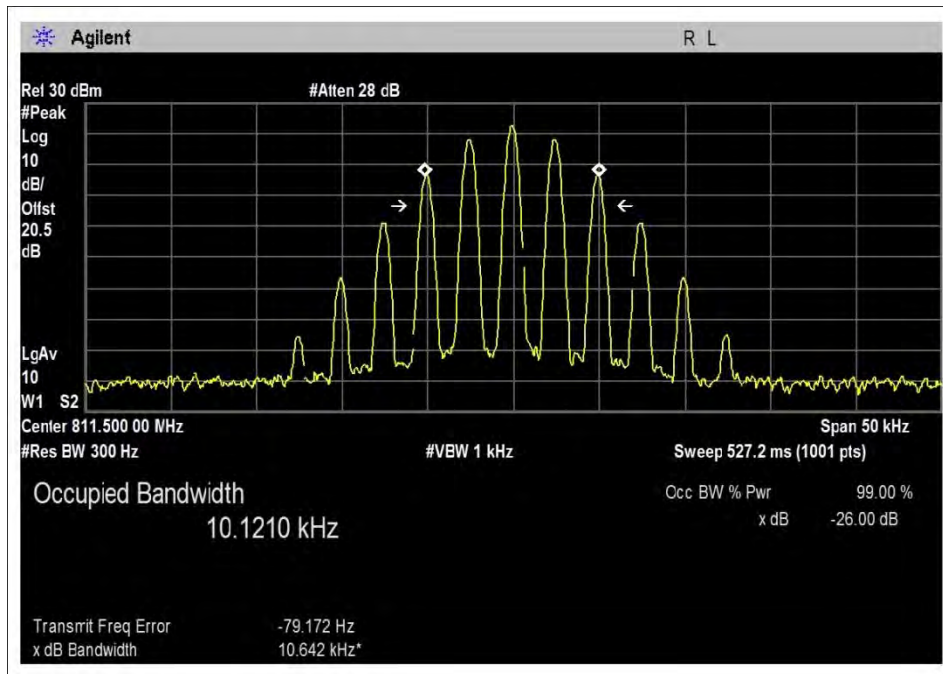 Agilent R L
Ref 30 dBm #Atten 28 dB
#Peak
Log
10
dB/
Offst
20.5
dB
LgAv
10
W1 S2
Center 811.500 00 MHz Span 50 kHz
#Res BW 300 Hz #VBW 1 kHz Sweep 527.2 ms (1001 pts)
Occupied Bandwidth Occ BW % Pwr 99.00 %
10.1210 kHz x dB -26.00 dB
Transmit Freq Error -79.172 Hz
x dB Bandwidth 10.642 kHz*